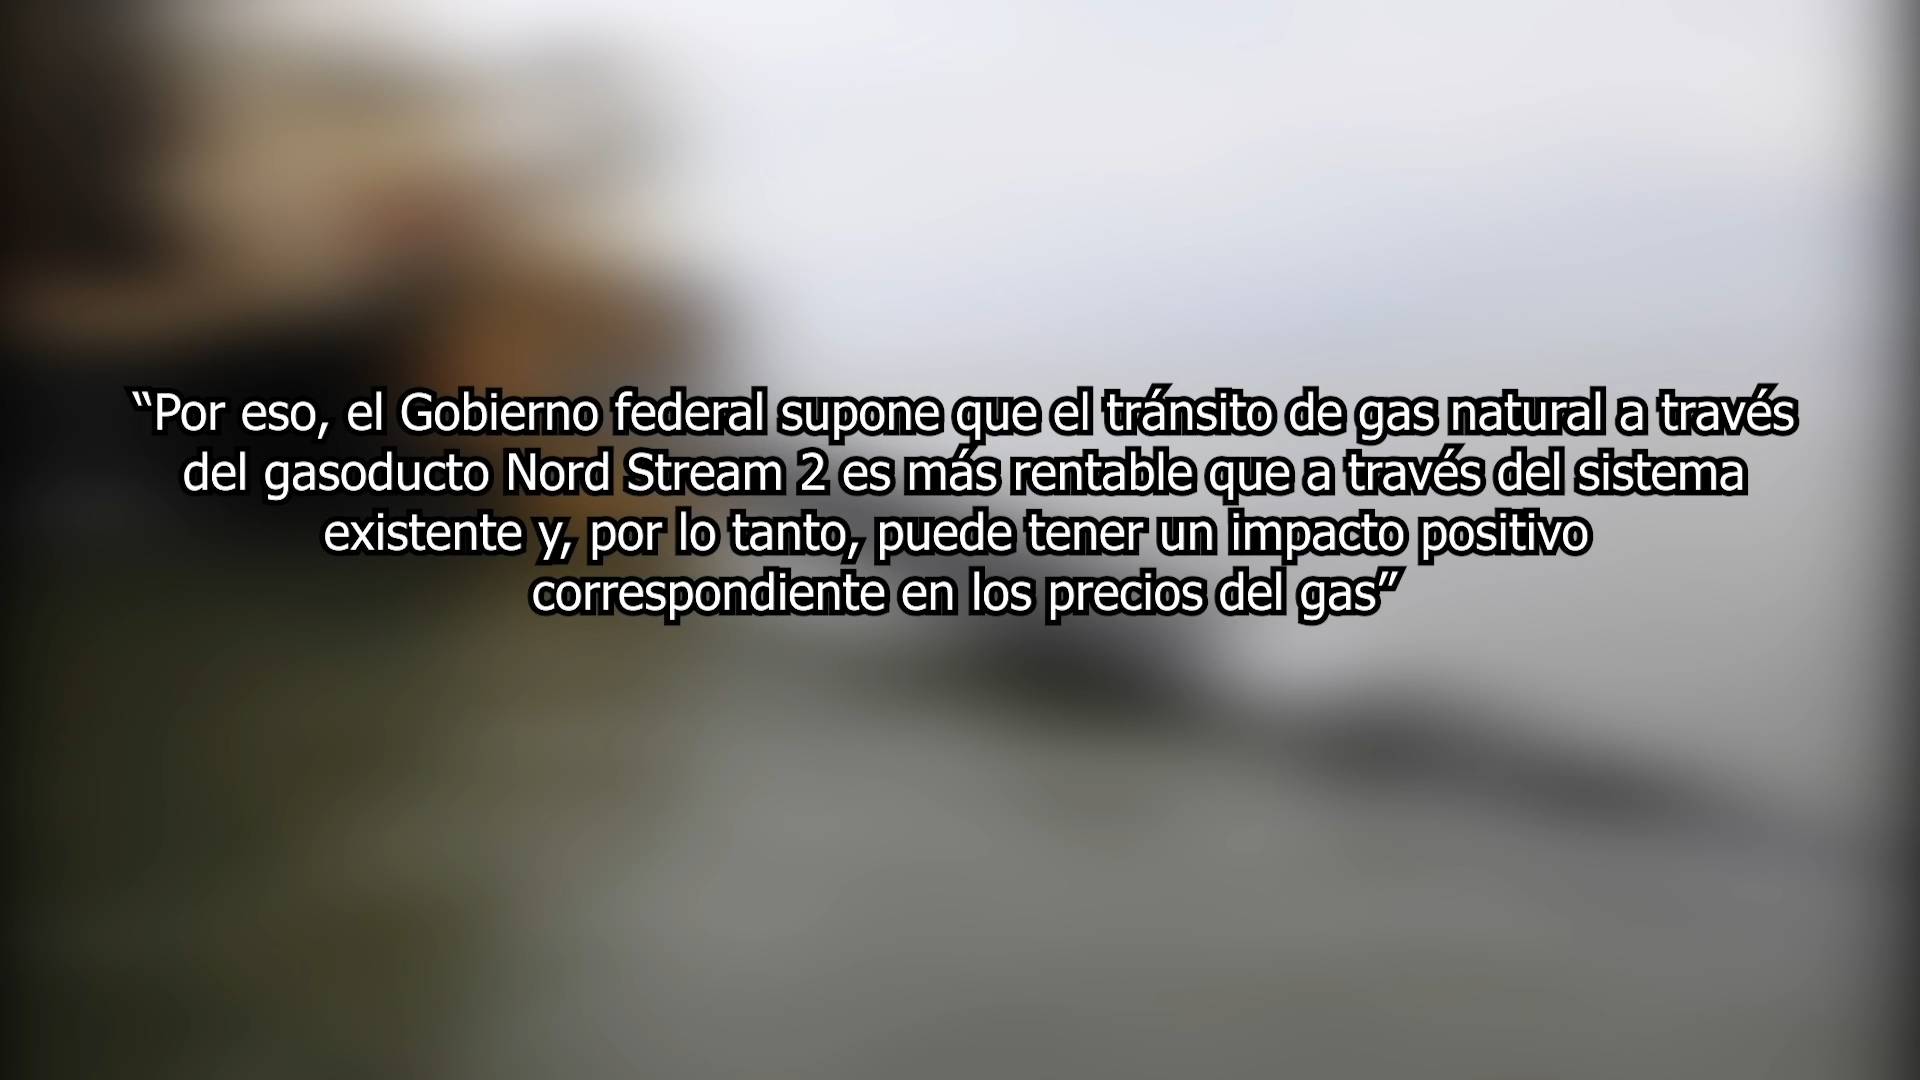 “Por eso, el Gobierno federal supone que el tránsito de gas natural a través
del gasoducto Nord Stream 2 es más rentable que a través del sistema
existente y, por lo tanto, puede tener un impacto positivo
correspondiente en los precios del gas”